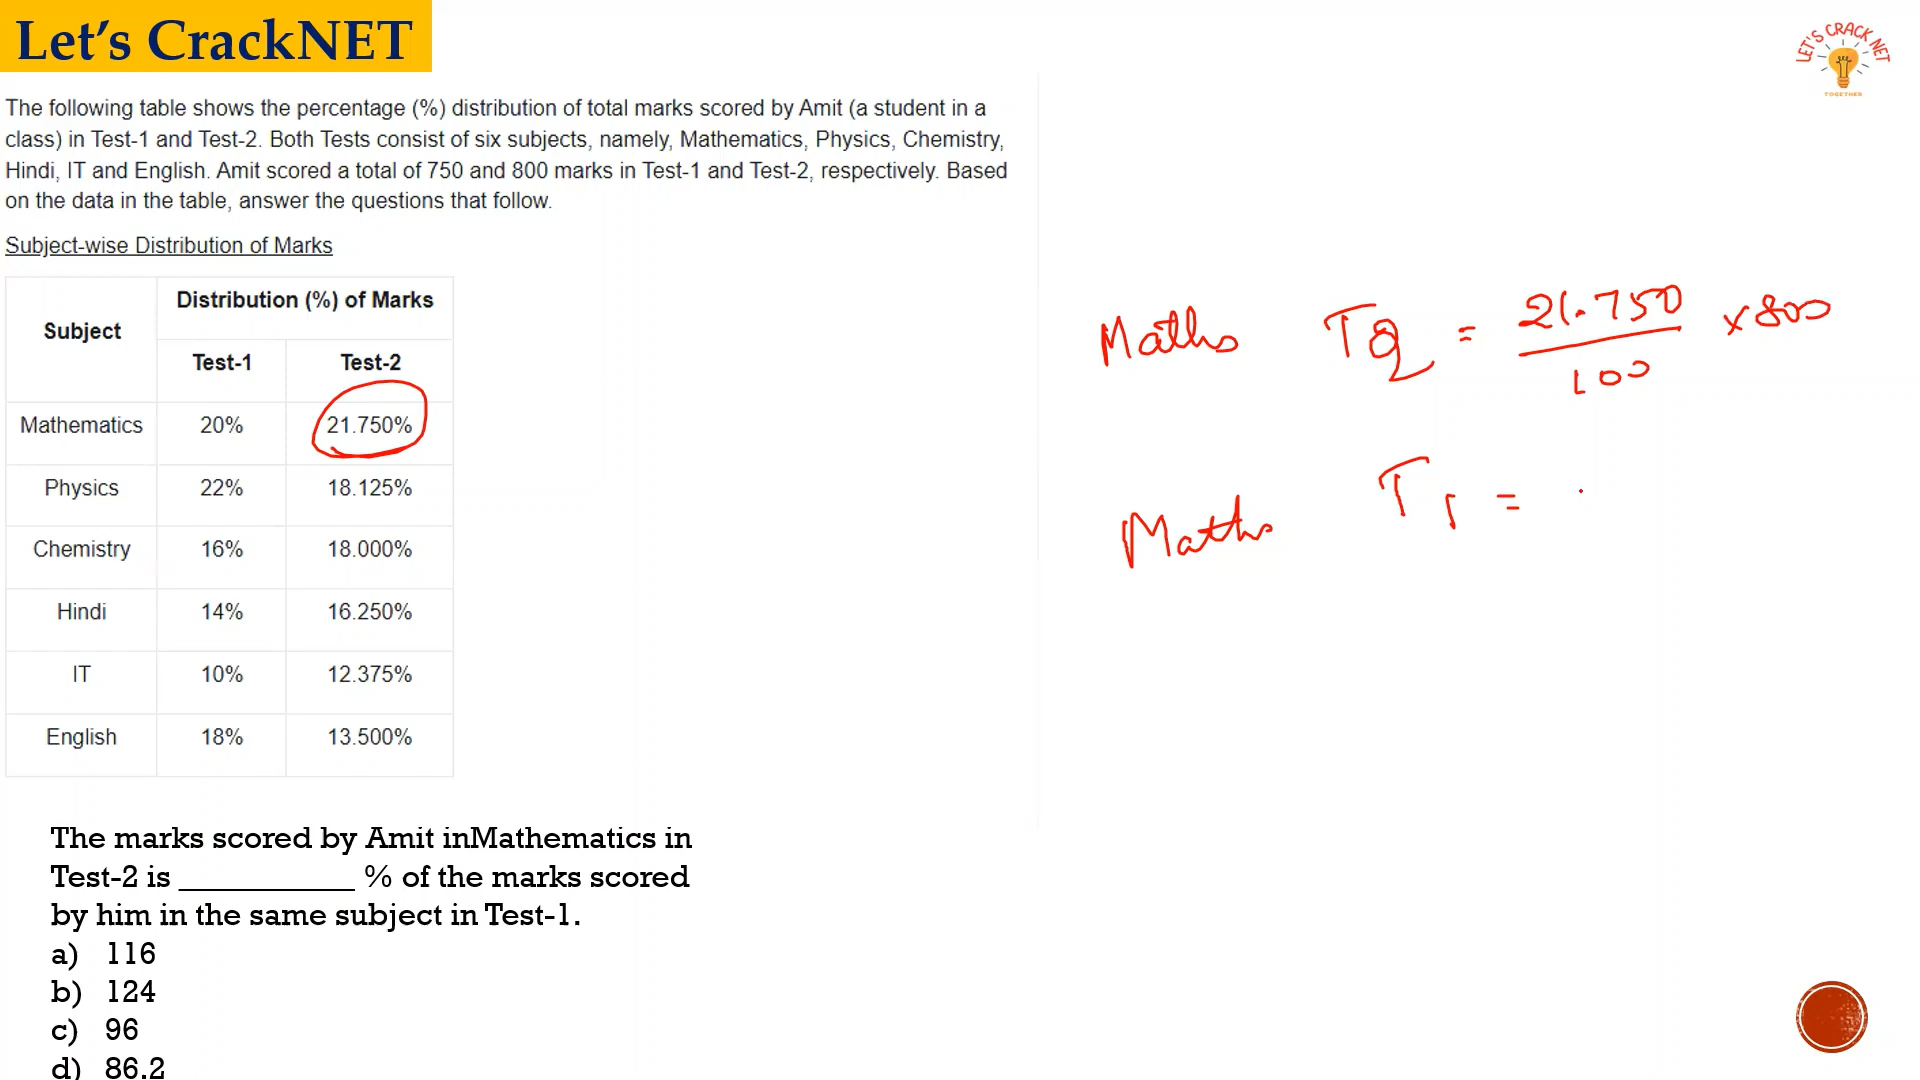 Let's CrackNET
LET'S CRACK NET
TOGETHER
The following table shows the percentage (%) distribution of total marks scored by Amit (a student in a
class) in Test-1 and Test-2. Both Tests consist of six subjects, namely, Mathematics, Physics, Chemistry,
Hindi, IT and English. Amit scored a total of 750 and 800 marks in Test-1 and Test-2, respectively. Based
on the data in the table, answer the questions that follow.
Subject-wise Distribution of Marks
Subject Distribution (%) of Marks
Test-1 Test-2
Mathematics 20% 21.750%
Physics 22% 18.125%
Chemistry 16% 18.000%
Hindi 14% 16.250%
IT 10% 12.375%
English 18% 13.500%
Maths T2 = 21.750 x 800
100
Maths T1 =
The marks scored by Amit inMathematics in
Test-2 is ___________ % of the marks scored
by him in the same subject in Test-1.
a) 116
b) 124
c) 96
d) 86.2